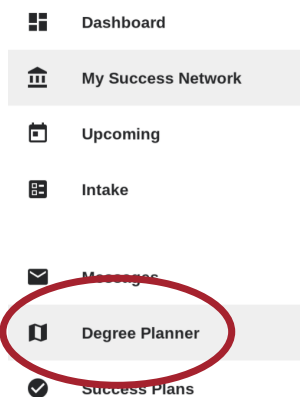 Dashboard
My Success Network
Upcoming
Intake
Messages
Degree Planner
Success Plans